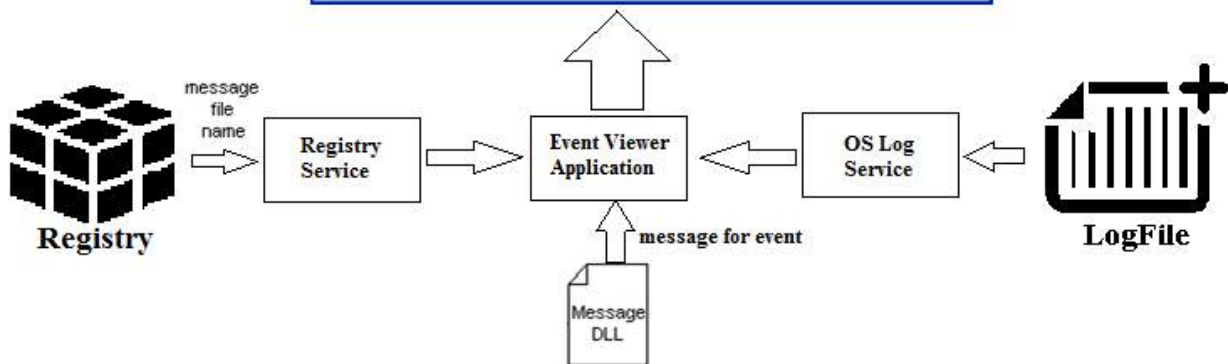 message
file
name
Registry
Service
Event Viewer
Application
OS Log
Service
Registry
message for event
LogFile
Message
DLL